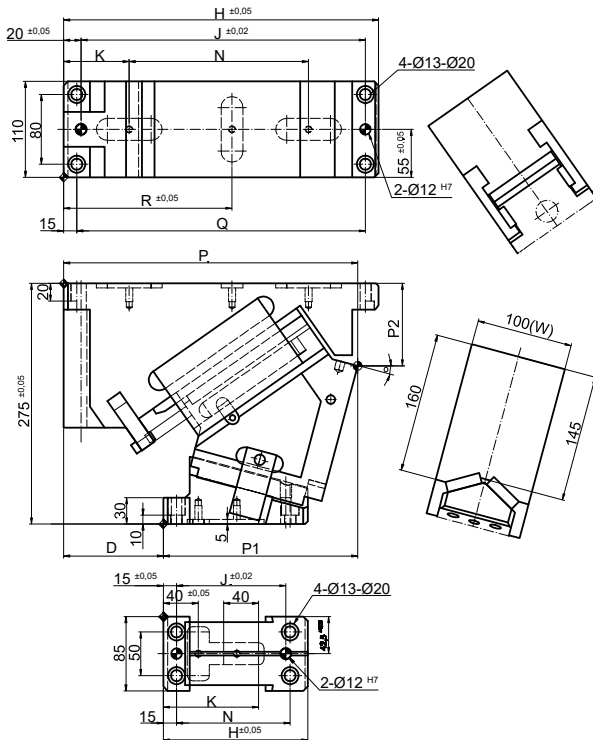 H ±0,05
20 ±0,05
J ±0,02
K
N
4-Ø13-Ø20
110
80
55 ±0,05
2-Ø12 H7
R ±0,05
15
Q
P.
20
P2
100(W)
275 ±0,05
160
145
30
10
5
D
P1
15 ±0,05
J. ±0,02
40 ±0,05
40
4-Ø13-Ø20
85
50
2-Ø12 H7
K
15
N
H±0,05